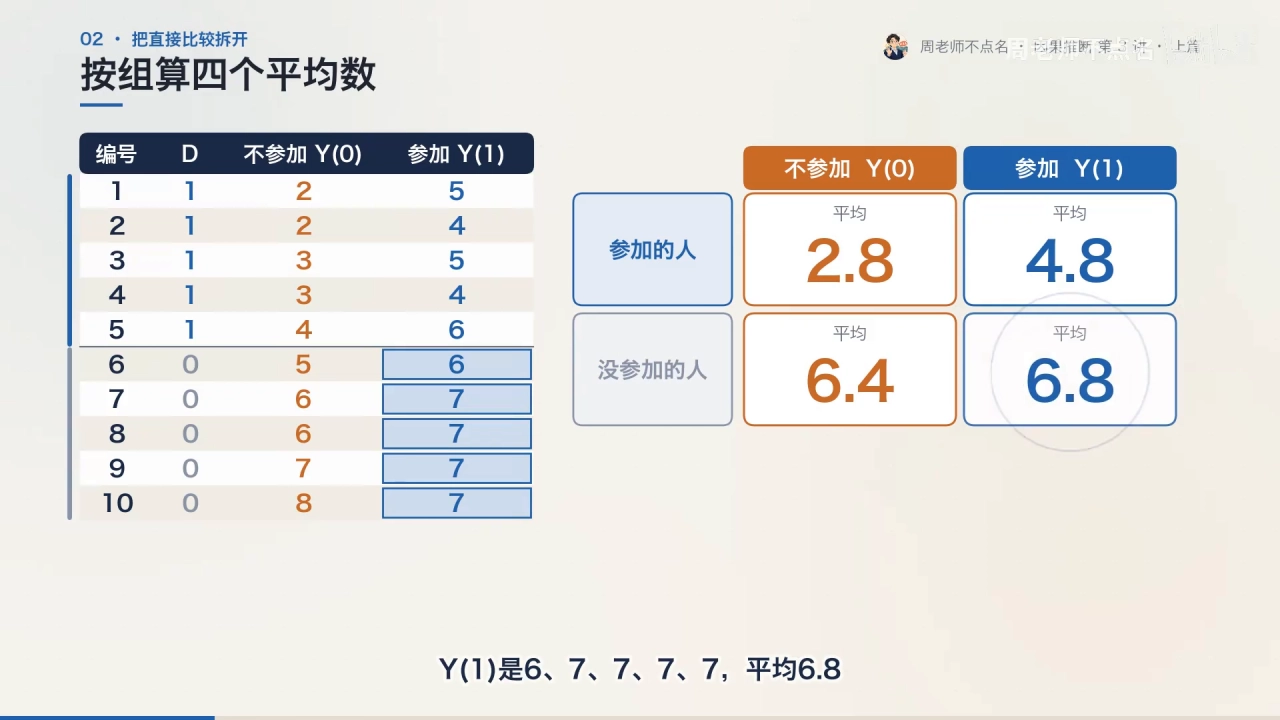 02 · 把直接比较拆开
按组算四个平均数
周老师不点名
周老师不点名
编号 D 不参加 Y(0) 参加 Y(1)
1 1 2 5
2 1 2 4
3 1 3 5
4 1 3 4
5 1 4 6
6 0 5 6
7 0 6 7
8 0 6 7
9 0 7 7
10 0 8 7
不参加 Y(0) 参加 Y(1)
参加的人
平均
2.8
平均
4.8
没参加的人
平均
6.4
平均
6.8
Y(1)是6、7、7、7、7，平均6.8